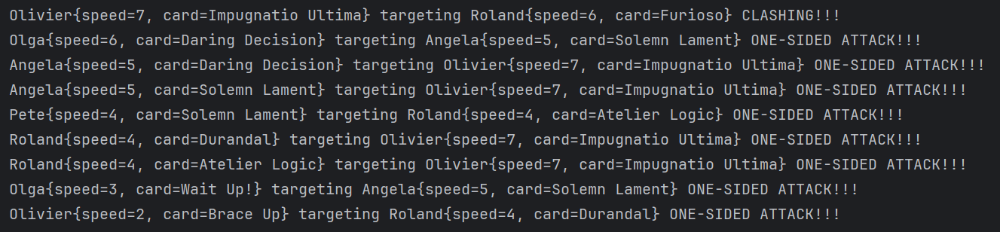 Olivier{speed=7, card=Impugnatio Ultima} targeting Roland{speed=6, card=Furioso} CLASHING!!!
Olga{speed=6, card=Daring Decision} targeting Angela{speed=5, card=Solemn Lament} ONE-SIDED ATTACK!!!
Angela{speed=5, card=Daring Decision} targeting Olivier{speed=7, card=Impugnatio Ultima} ONE-SIDED ATTACK!!!
Angela{speed=5, card=Solemn Lament} targeting Olivier{speed=7, card=Impugnatio Ultima} ONE-SIDED ATTACK!!!
Pete{speed=4, card=Solemn Lament} targeting Roland{speed=4, card=Atelier Logic} ONE-SIDED ATTACK!!!
Roland{speed=4, card=Durandal} targeting Olivier{speed=7, card=Impugnatio Ultima} ONE-SIDED ATTACK!!!
Roland{speed=4, card=Atelier Logic} targeting Olivier{speed=7, card=Impugnatio Ultima} ONE-SIDED ATTACK!!!
Olga{speed=3, card=Wait Up!} targeting Angela{speed=5, card=Solemn Lament} ONE-SIDED ATTACK!!!
Olivier{speed=2, card=Brace Up} targeting Roland{speed=4, card=Durandal} ONE-SIDED ATTACK!!!